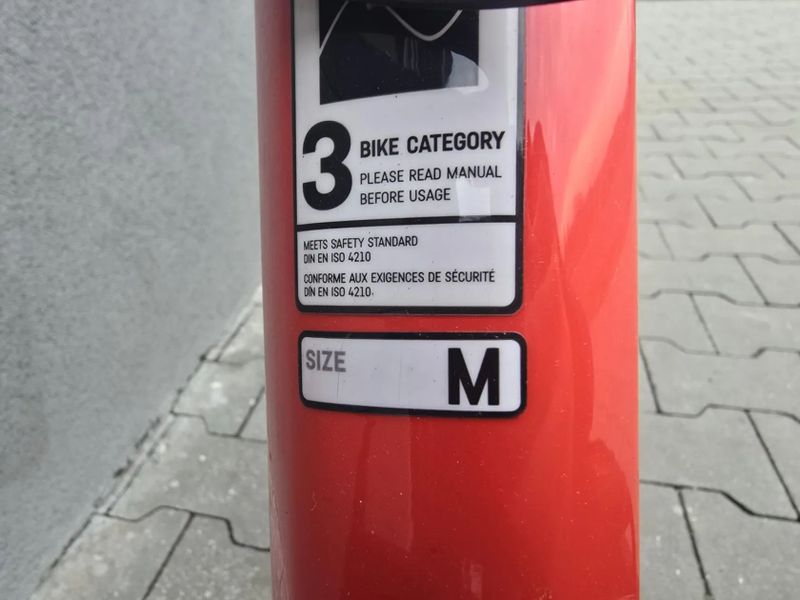 3 BIKE CATEGORY
PLEASE READ MANUAL
BEFORE USAGE
MEETS SAFETY STANDARD
DIN EN ISO 4210
CONFORME AUX EXIGENCES DE SÉCURITÉ
DIN EN ISO 4210
SIZE M